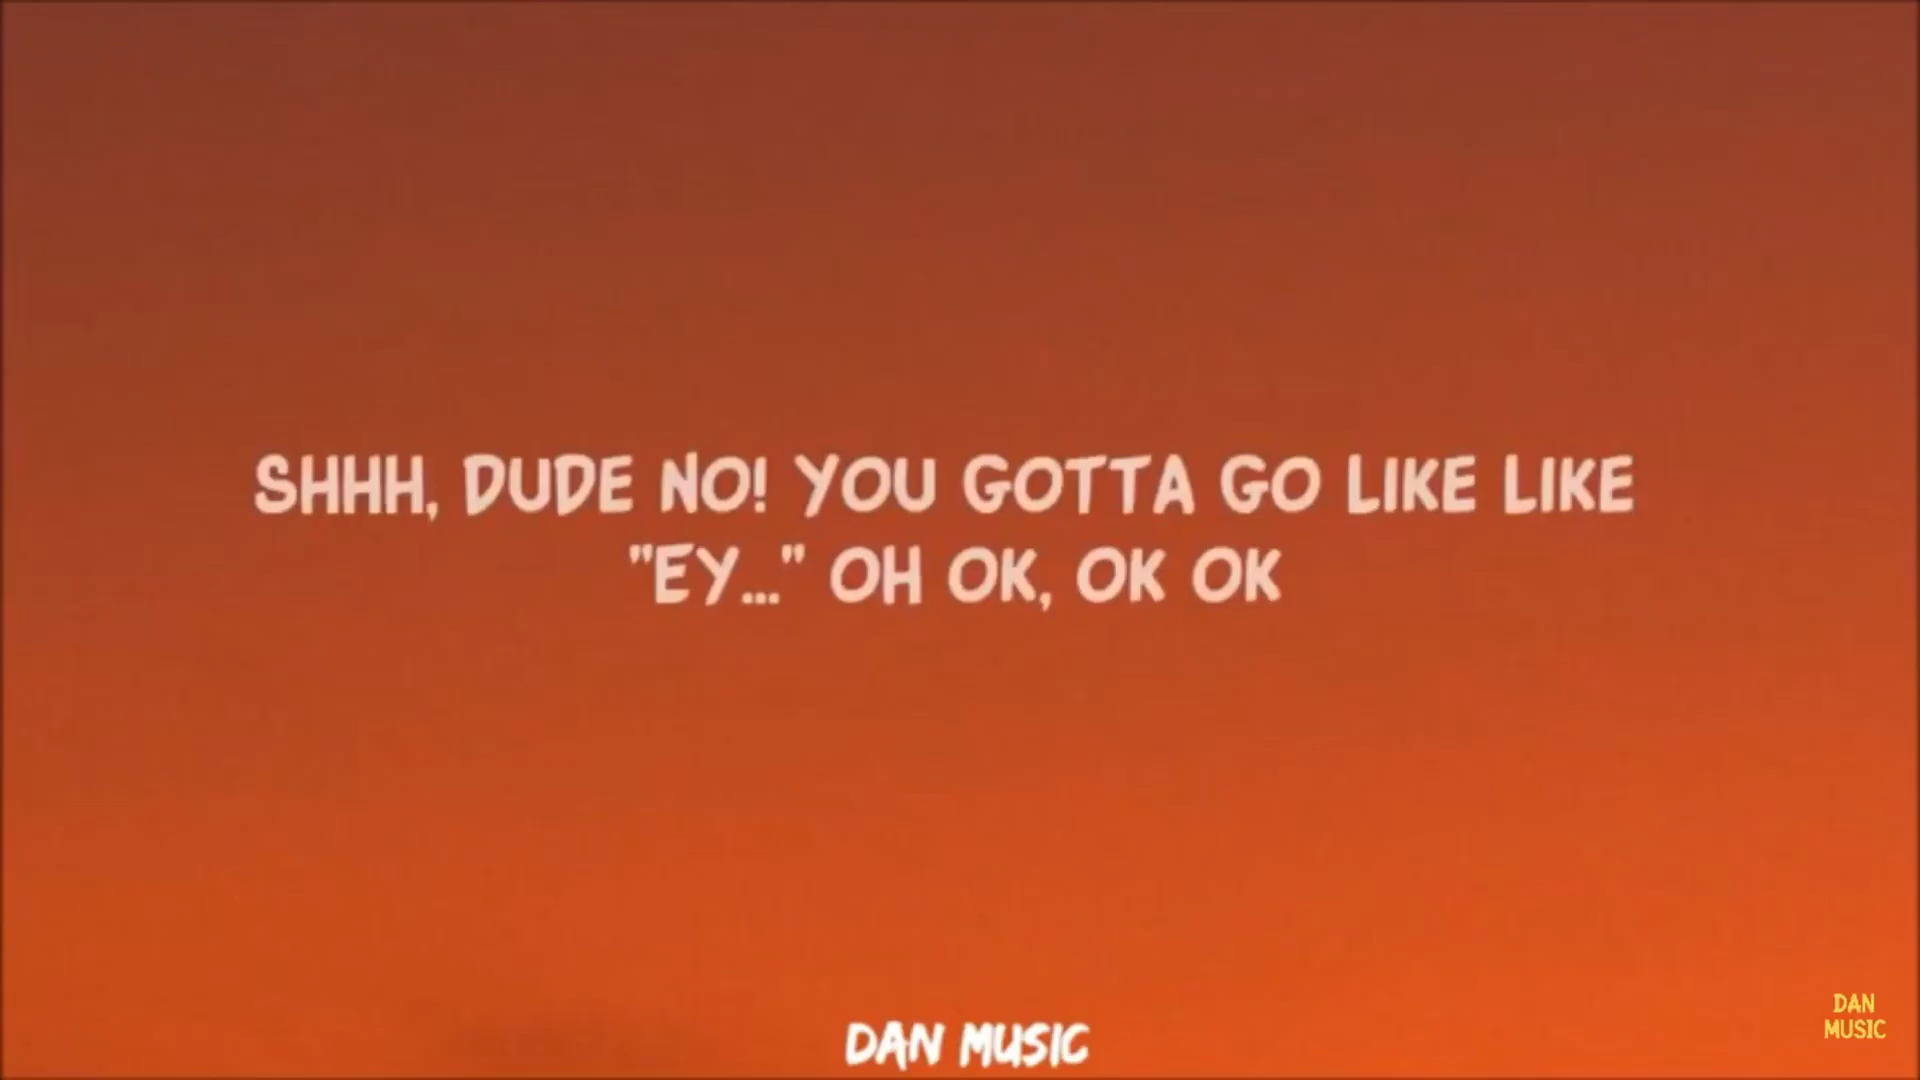 SHHH, DUDE NO! YOU GOTTA GO LIKE LIKE
"EY..." OH OK, OK OK
DAN MUSIC
DAN
MUSIC